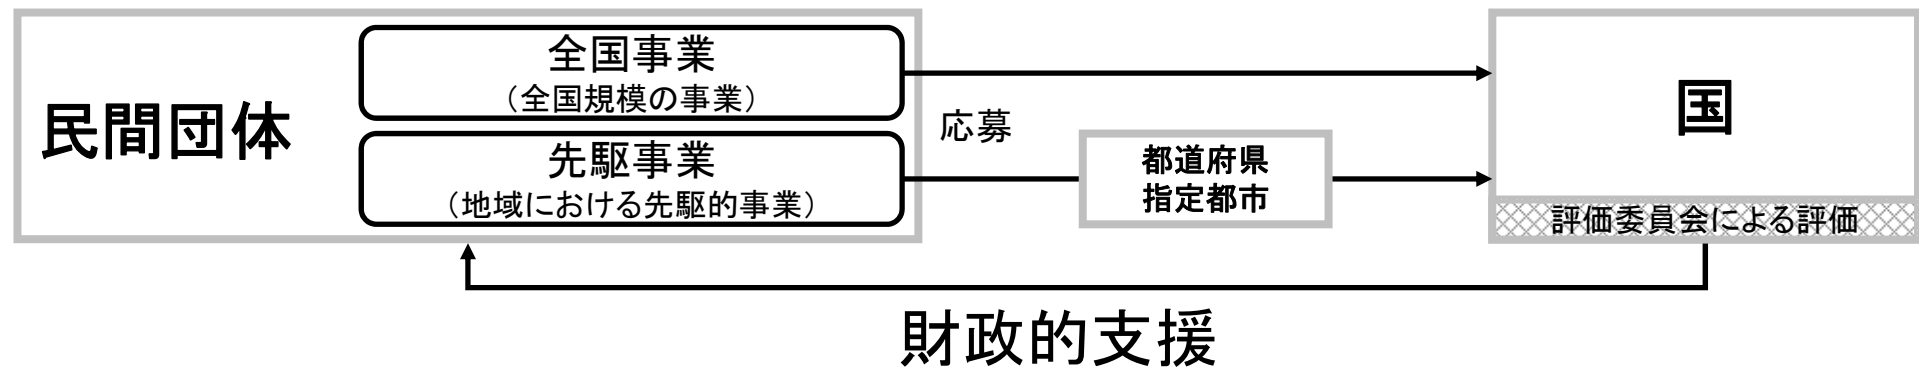 民間団体
全国事業
（全国規模の事業）
先駆事業
（地域における先駆的事業）
応募
都道府県
指定都市
国
評価委員会による評価
財政的支援